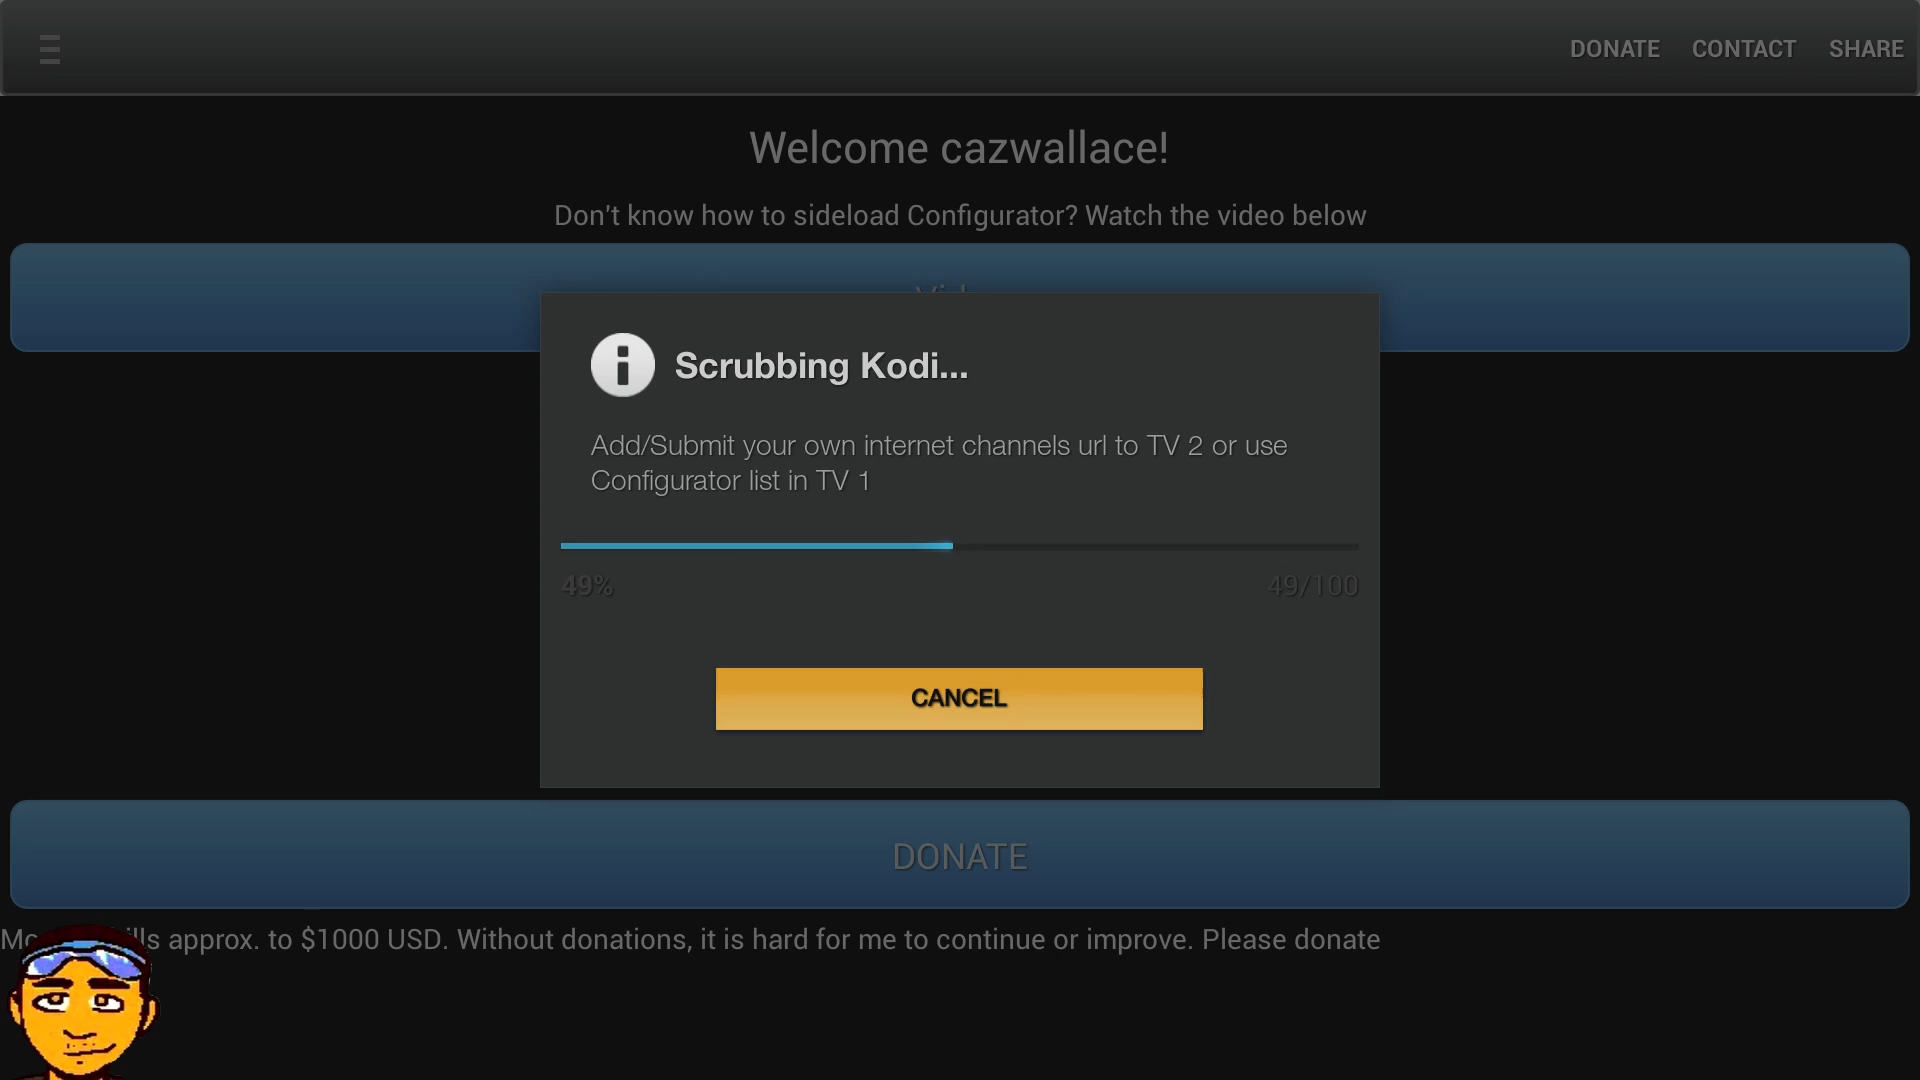 DONATE CONTACT SHARE
Welcome cazwallace!
Don't know how to sideload Configurator? Watch the video below
Scrubbing Kodi...
Add/Submit your own internet channels url to TV 2 or use
Configurator list in TV 1
49% 49/100
CANCEL
DONATE
approx. to $1000 USD. Without donations, it is hard for me to continue or improve. Please donate